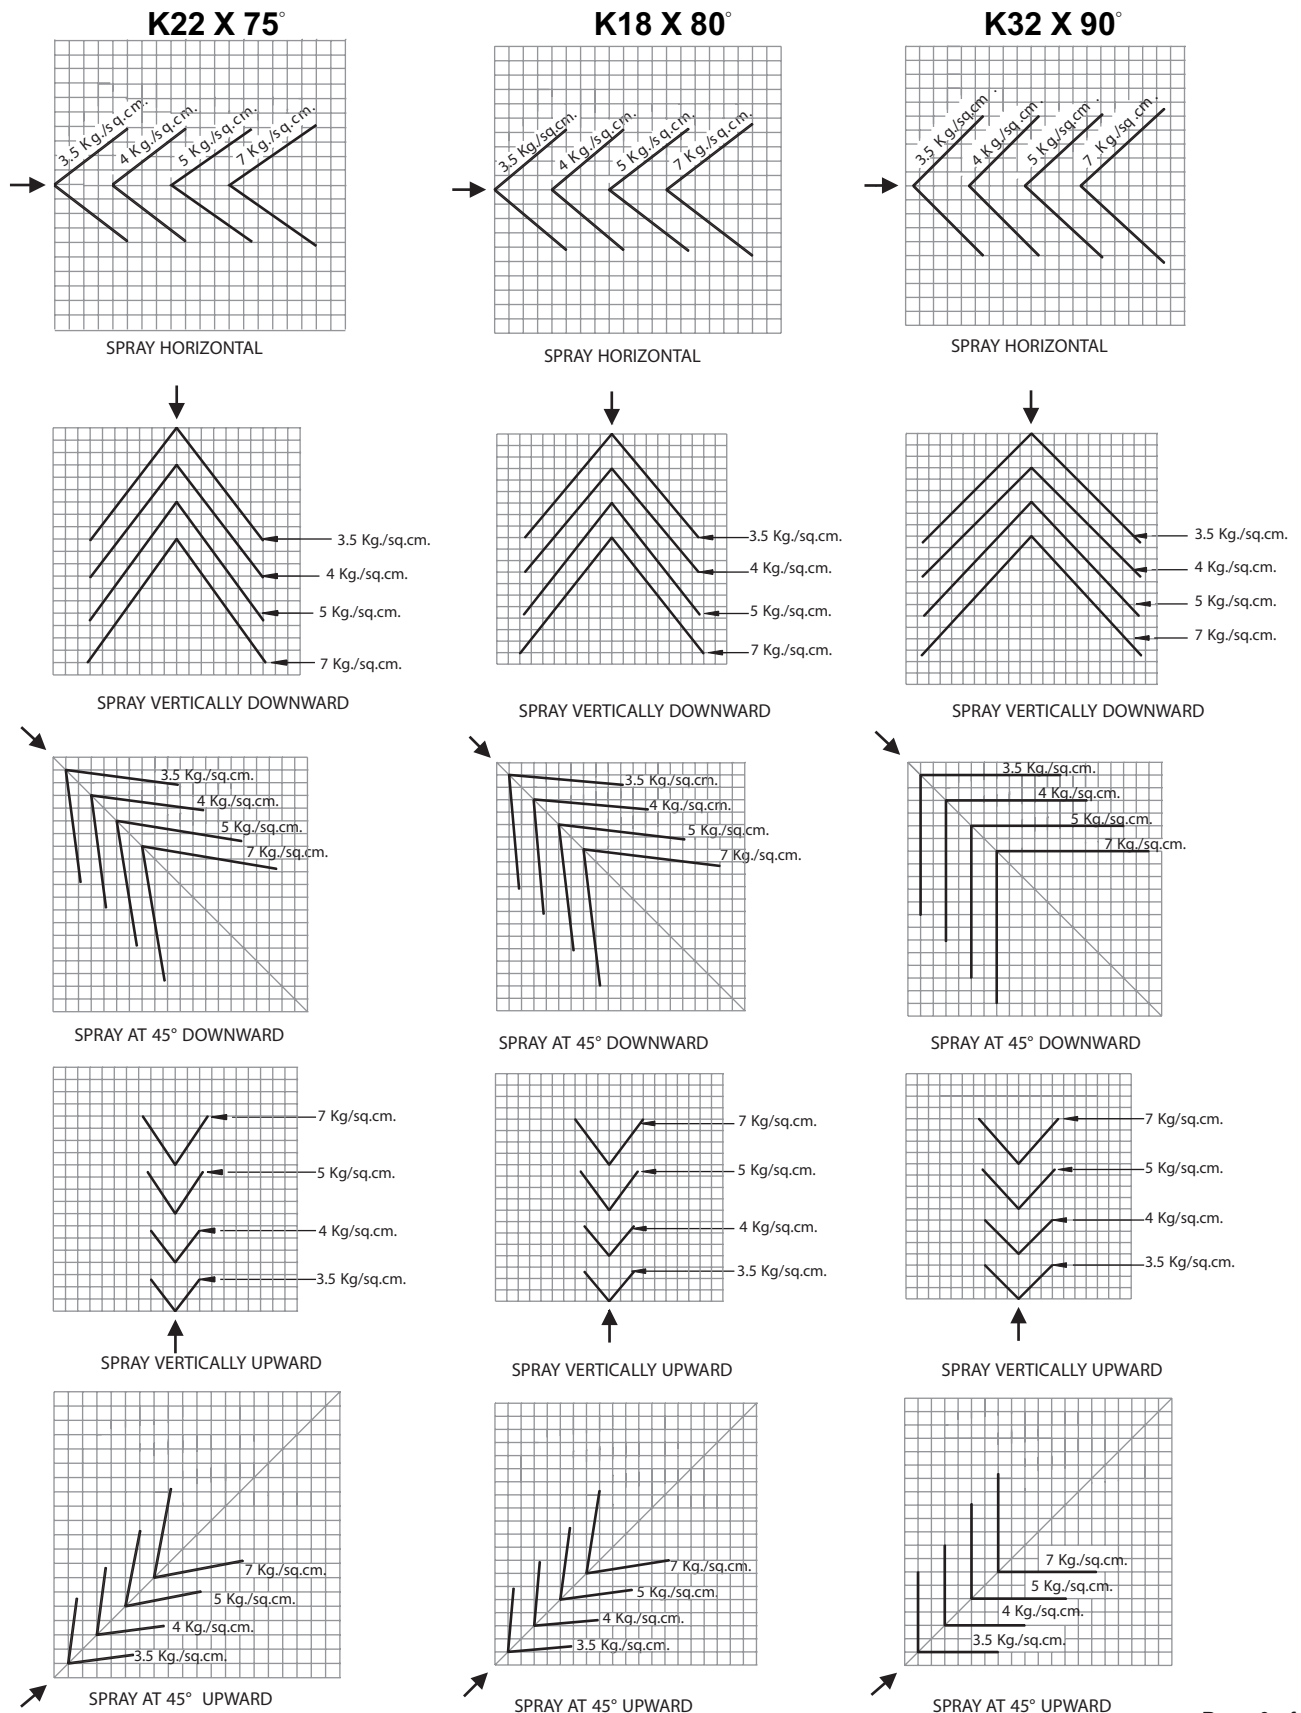 K22 X 75° K18 X 80° K32 X 90°
3.5 Kg./sq.cm. 4 Kg./sq.cm. 5 Kg./sq.cm. 7 Kg./sq.cm.
3.5 Kg./sq.cm. 4 Kg./sq.cm. 5 Kg./sq.cm. 7 Kg./sq.cm.
3.5 Kg./sq.cm. 4 Kg./sq.cm. 5 Kg./sq.cm. 7 Kg./sq.cm.
SPRAY HORIZONTAL SPRAY HORIZONTAL SPRAY HORIZONTAL
3.5 Kg./sq.cm. 3.5 Kg./sq.cm. 3.5 Kg./sq.cm.
4 Kg./sq.cm. 4 Kg./sq.cm. 4 Kg./sq.cm.
5 Kg./sq.cm. 5 Kg./sq.cm. 5 Kg./sq.cm.
7 Kg./sq.cm. 7 Kg./sq.cm. 7 Kg./sq.cm.
SPRAY VERTICALLY DOWNWARD SPRAY VERTICALLY DOWNWARD SPRAY VERTICALLY DOWNWARD
3.5 Kg./sq.cm. 3.5 Kg./sq.cm. 3.5 Kg./sq.cm.
4 Kg./sq.cm. 4 Kg./sq.cm. 4 Kg./sq.cm.
5 Kg./sq.cm. 5 Kg./sq.cm. 5 Kg./sq.cm.
7 Kg./sq.cm. 7 Kg./sq.cm. 7 Kg./sq.cm.
SPRAY AT 45° DOWNWARD SPRAY AT 45° DOWNWARD SPRAY AT 45° DOWNWARD
7 Kg/sq.cm. 7 Kg/sq.cm. 7 Kg/sq.cm.
5 Kg/sq.cm. 5 Kg/sq.cm. 5 Kg/sq.cm.
4 Kg/sq.cm. 4 Kg/sq.cm. 4 Kg/sq.cm.
3.5 Kg/sq.cm. 3.5 Kg/sq.cm. 3.5 Kg/sq.cm.
SPRAY VERTICALLY UPWARD SPRAY VERTICALLY UPWARD SPRAY VERTICALLY UPWARD
7 Kg./sq.cm. 7 Kg./sq.cm. 7 Kg./sq.cm.
5 Kg./sq.cm. 5 Kg./sq.cm. 5 Kg./sq.cm.
4 Kg./sq.cm. 4 Kg./sq.cm. 4 Kg./sq.cm.
3.5 Kg./sq.cm. 3.5 Kg./sq.cm. 3.5 Kg./sq.cm.
SPRAY AT 45° UPWARD SPRAY AT 45° UPWARD SPRAY AT 45° UPWARD